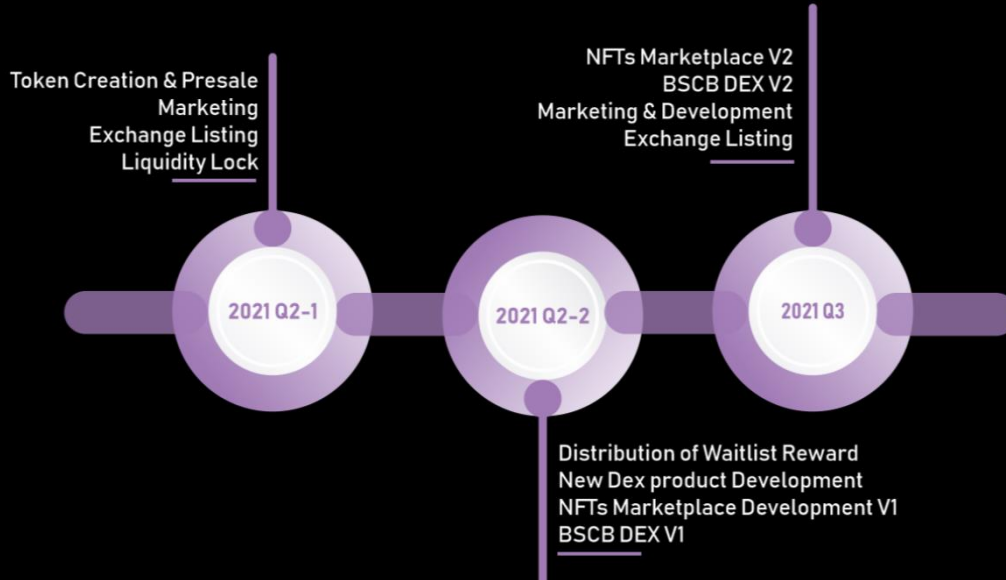 Token Creation & Presale
Marketing
Exchange Listing
Liquidity Lock
2021 Q2-1
2021 Q2-2
Distribution of Waitlist Reward
New Dex product Development
NFTs Marketplace Development V1
BSCB DEX V1
NFTs Marketplace V2
BSCB DEX V2
Marketing & Development
Exchange Listing
2021 Q3